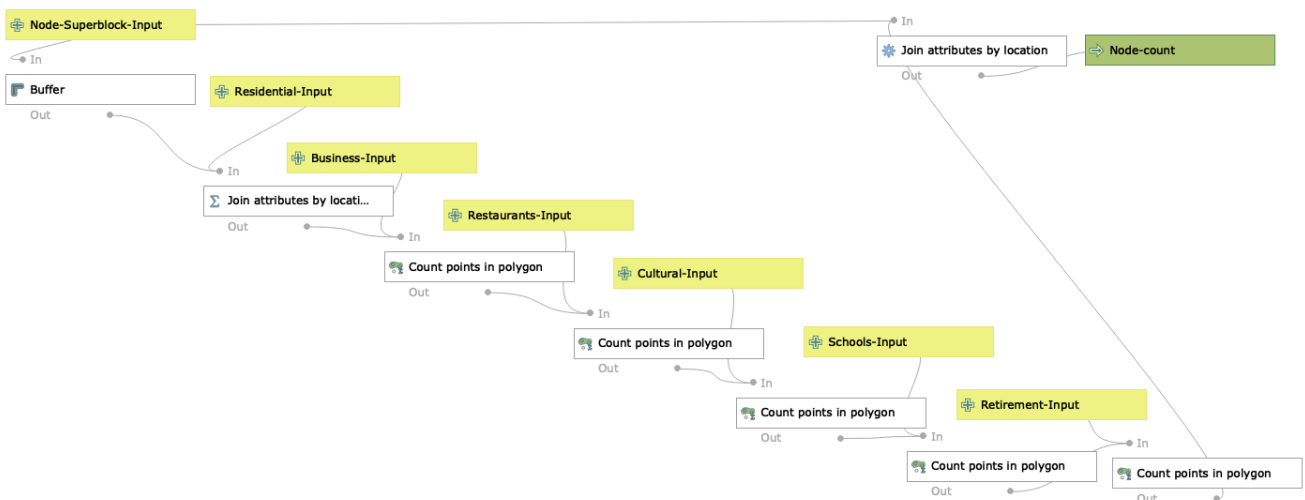 Node-Superblock-Input
In
In
Join attributes by location
Node-count
Out
Buffer
Out
Residential-Input
In
Business-Input
Join attributes by locati...
Out
In
Restaurants-Input
Count points in polygon
Out
In
Cultural-Input
Count points in polygon
Out
In
Schools-Input
Count points in polygon
Out
In
Retirement-Input
Count points in polygon
Out
In
Count points in polygon
Out